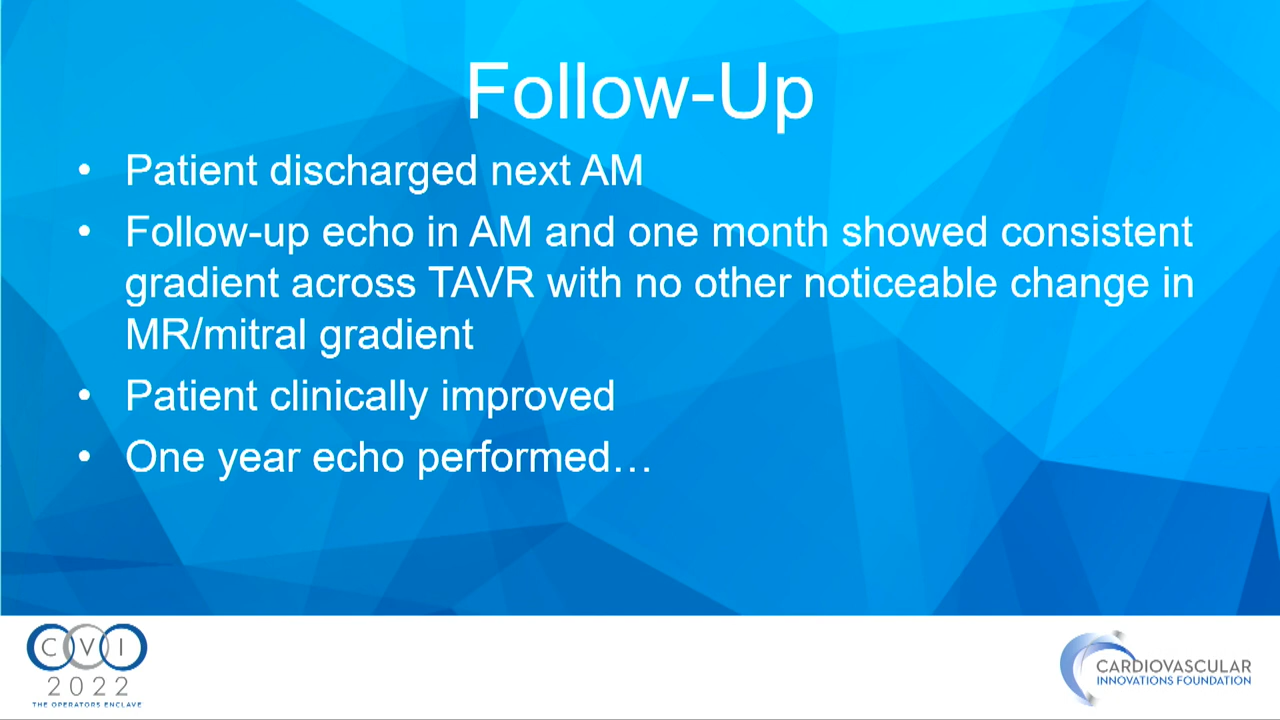 Follow-Up
• Patient discharged next AM
• Follow-up echo in AM and one month showed consistent
gradient across TAVR with no other noticeable change in
MR/mitral gradient
• Patient clinically improved
• One year echo performed…
CVI
2022
THE OPERATORS ENCLAVE
CARDIOVASCULAR
INNOVATIONS FOUNDATION